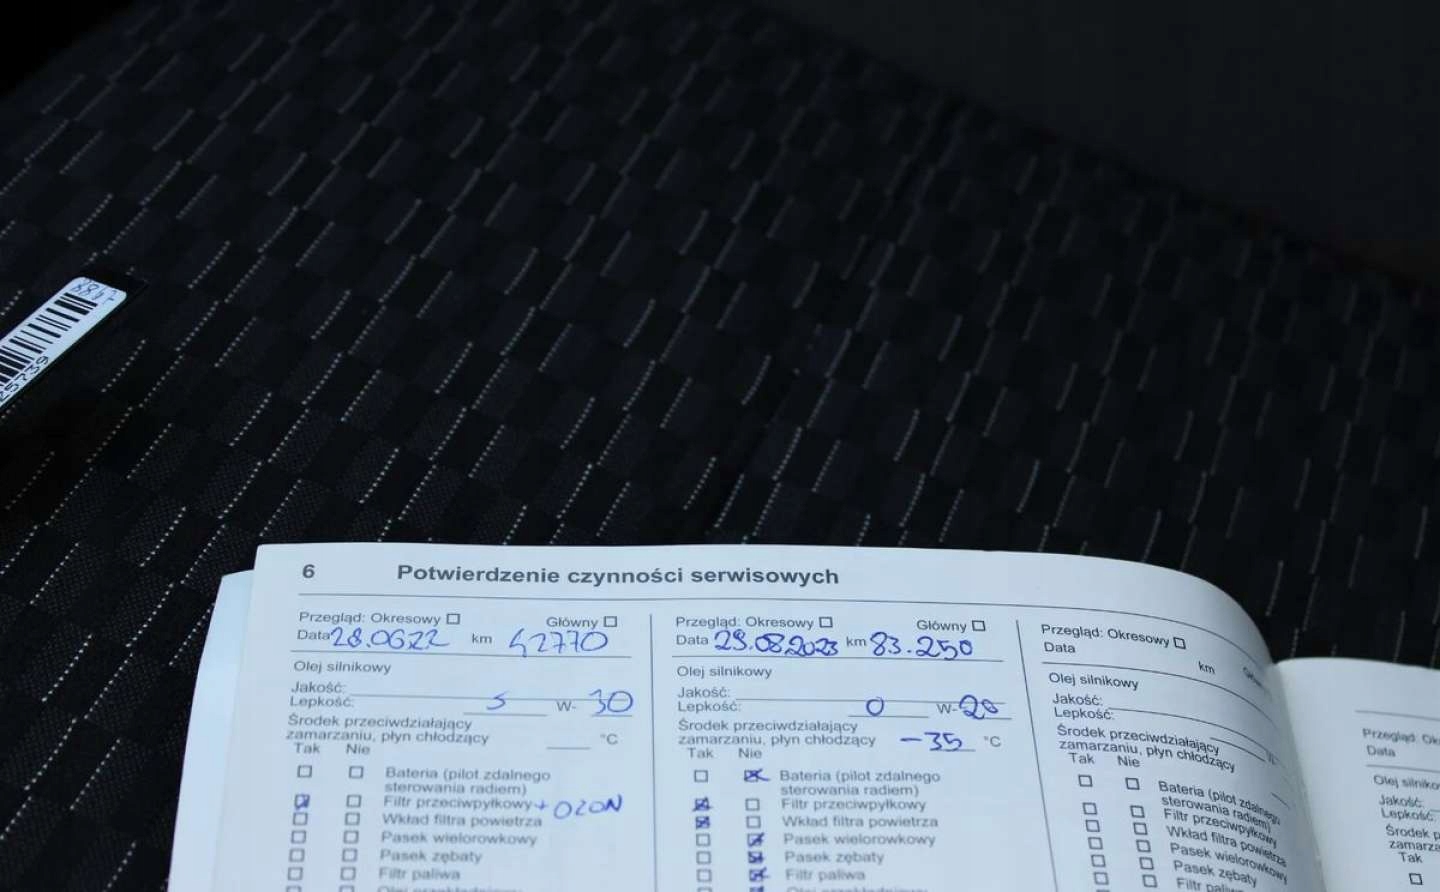 8867
25739
6 Potwierdzenie czynności serwisowych
Przegląd: Okresowy Główny
Data 28.06.22 km 42770
Olej silnikowy
Jakość:
Lepkość: 5 W- 30
Środek przeciwdziałający
zamarzaniu, płyn chłodzący °C
Tak Nie
Bateria (pilot zdalnego
sterowania radiem)
Filtr przeciwpyłkowy + OZON
Wkład filtra powietrza
Pasek wielorowkowy
Pasek zębaty
Filtr paliwa
Przegląd: Okresowy Główny
Data 29.08.2023 km 83.250
Olej silnikowy
Jakość:
Lepkość: 0 W- 20
Środek przeciwdziałający
zamarzaniu, płyn chłodzący -35 °C
Tak Nie
Bateria (pilot zdalnego
sterowania radiem)
Filtr przeciwpyłkowy
Wkład filtra powietrza
Pasek wielorowkowy
Pasek zębaty
Filtr paliwa
Przegląd: Okresowy
Data km
Olej silnikowy
Jakość:
Lepkość: W-
Środek przeciwdziałający
zamarzaniu, płyn chłodzący
Tak Nie
Bateria (pilot zdalnego
sterowania radiem)
Filtr przeciwpyłkowy
Wkład filtra powietrza
Pasek wielorowkowy
Pasek zębaty
Filtr paliwa
Przegląd: Ok
Data
Olej silniko
Jakość:
Lepkość:
Środek p
zamarza
Tak